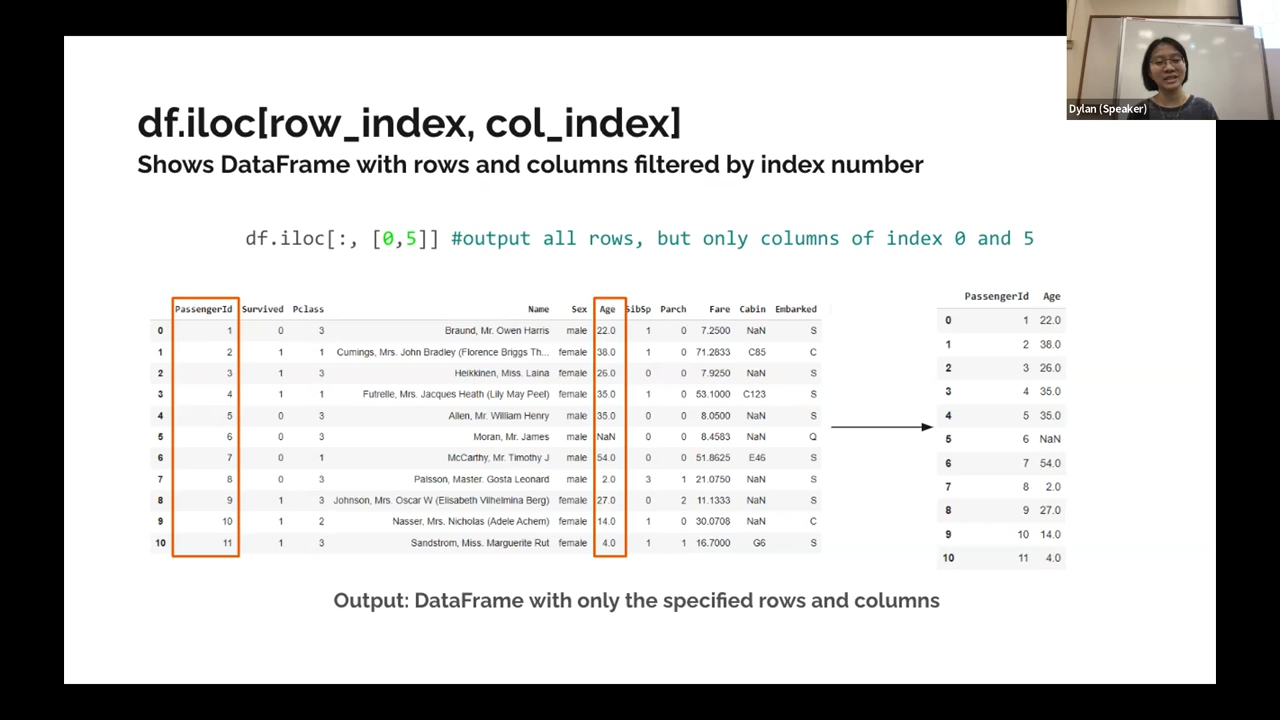 df.iloc[row_index, col_index]
Shows DataFrame with rows and columns filtered by index number
df.iloc[:, [0,5]] #output all rows, but only columns of index 0 and 5
PassengerId Survived Pclass Name Sex Age SibSp Parch Fare Cabin Embarked
0 1 0 3 Braund, Mr. Owen Harris male 22.0 1 0 7.2500 NaN S
1 2 1 1 Cumings, Mrs. John Bradley (Florence Briggs Th... female 38.0 1 0 71.2833 C85 C
2 3 1 3 Heikkinen, Miss. Laina female 26.0 0 0 7.9250 NaN S
3 4 1 1 Futrelle, Mrs. Jacques Heath (Lily May Peel) female 35.0 1 0 53.1000 C123 S
4 5 0 3 Allen, Mr. William Henry male 35.0 0 0 8.0500 NaN S
5 6 0 3 Moran, Mr. James male NaN 0 0 8.4583 NaN Q
6 7 0 1 McCarthy, Mr. Timothy J male 54.0 0 0 51.8625 E46 S
7 8 0 3 Palsson, Master. Gosta Leonard male 2.0 3 1 21.0750 NaN S
8 9 1 3 Johnson, Mrs. Oscar W (Elisabeth Vilhelmina Berg) female 27.0 0 2 11.1333 NaN S
9 10 1 2 Nasser, Mrs. Nicholas (Adele Achem) female 14.0 1 0 30.0708 NaN C
10 11 1 3 Sandstrom, Miss. Marguerite Rut female 4.0 1 1 16.7000 G6 S
PassengerId Age
0 1 22.0
1 2 38.0
2 3 26.0
3 4 35.0
4 5 35.0
5 6 NaN
6 7 54.0
7 8 2.0
8 9 27.0
9 10 14.0
10 11 4.0
Output: DataFrame with only the specified rows and columns
Dylan (Speaker)